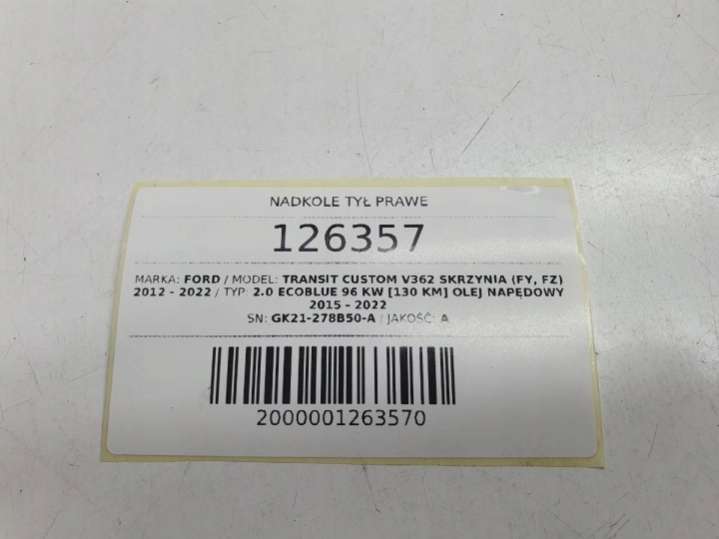 NADKOLE TYŁ PRAWE
126357
MARKA: FORD / MODEL: TRANSIT CUSTOM V362 SKRZYNIA (FY, FZ)
2012 - 2022 / TYP: 2.0 ECOBLUE 96 KW [130 KM] OLEJ NAPĘDOWY
2015 - 2022
SN: GK21-278B50-A / JAKOŚĆ: A
2000001263570